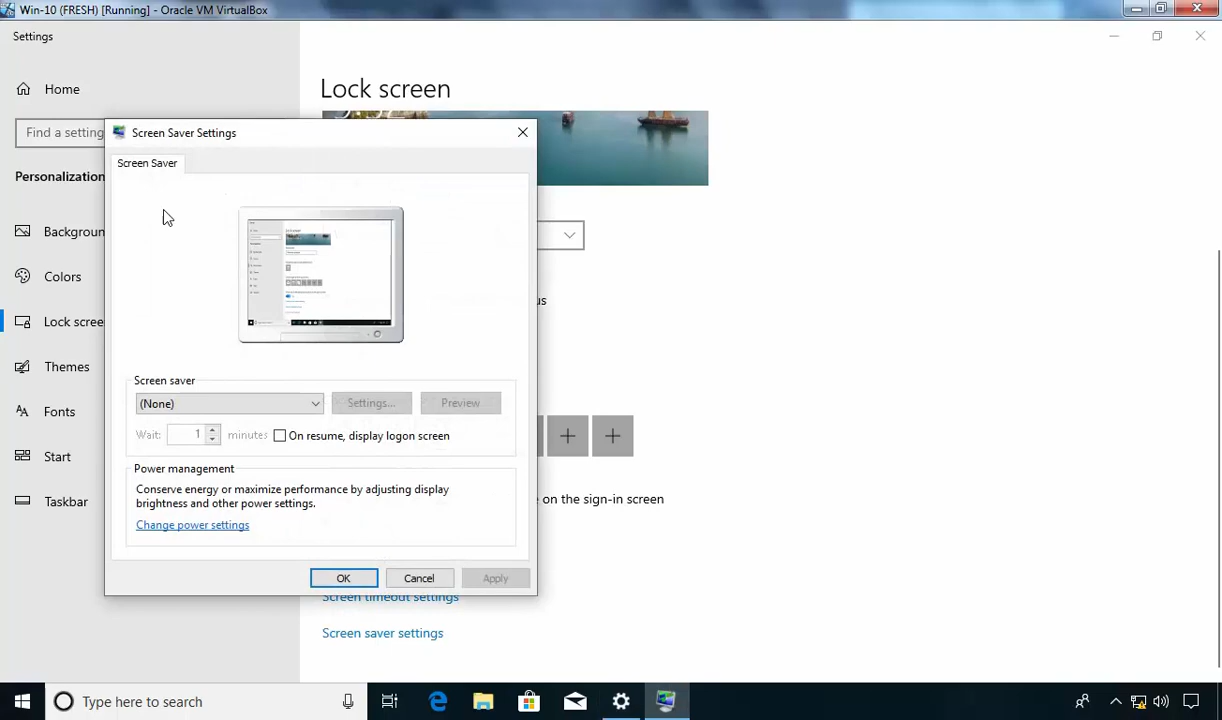 Win-10 (FRESH) [Running] - Oracle VM VirtualBox
Settings
Home
Find a setting
Personalization
Backgroun
Colors
Lock scree
Themes
Fonts
Start
Taskbar
Lock screen
Screen Saver Settings
Screen Saver
Screen saver
(None)
Settings...
Preview
Wait: 1 minutes
On resume, display logon screen
Power management
Conserve energy or maximize performance by adjusting display
brightness and other power settings.
Change power settings
OK
Cancel
Apply
us
e on the sign-in screen
Screen timeout settings
Screen saver settings
Type here to search